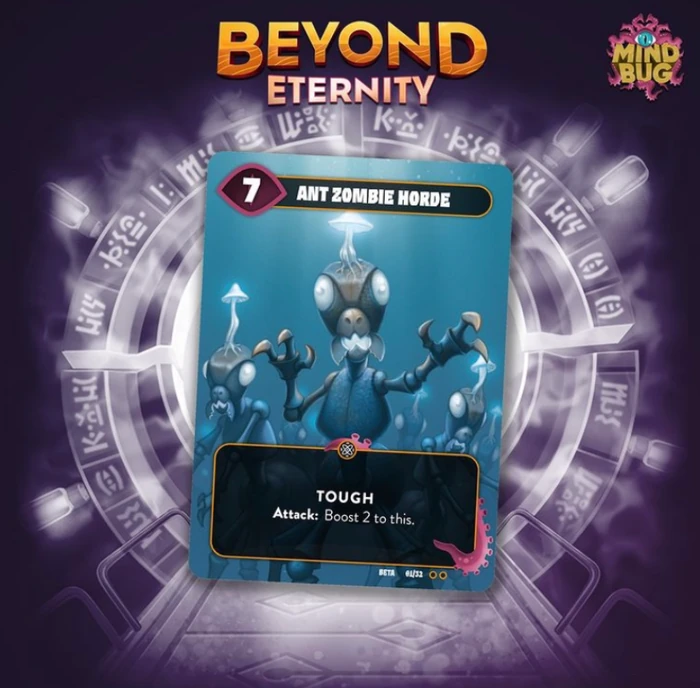 BEYOND
ETERNITY
MIND
BUG
7
ANT ZOMBIE HORDE
TOUGH
Attack: Boost 2 to this.
BETA 01/32